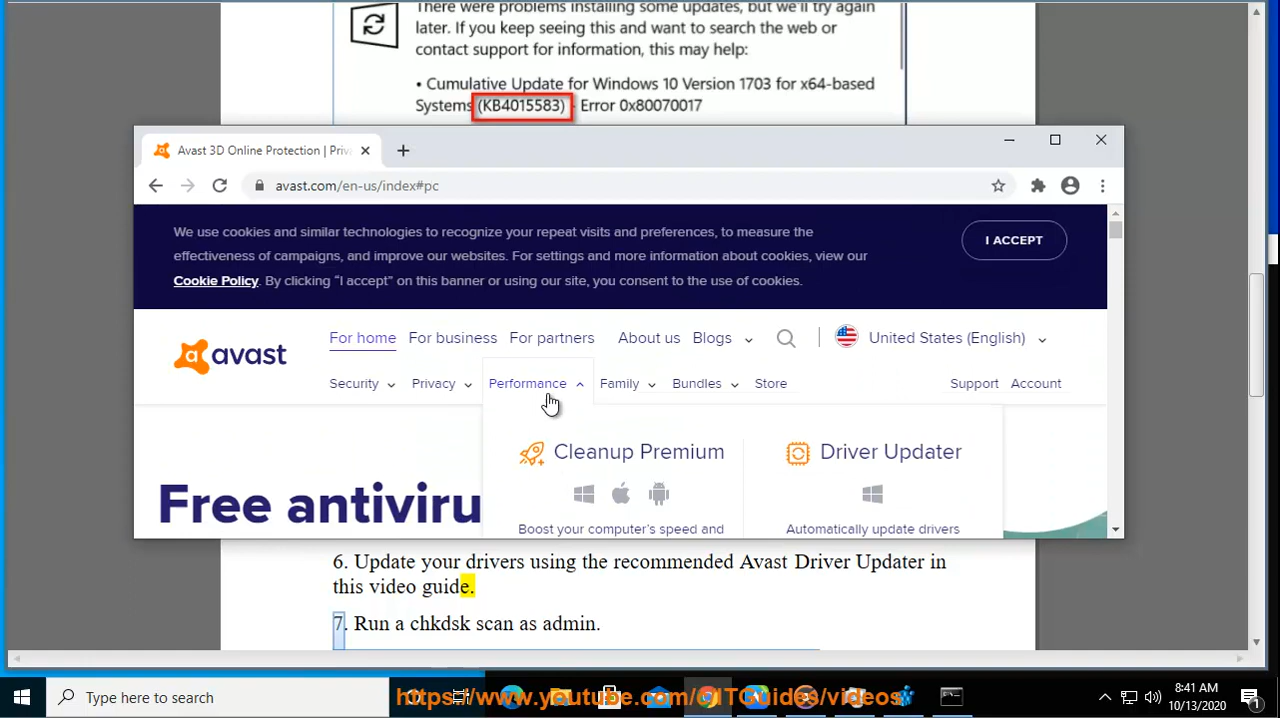 There were problems installing some updates, but we'll try again
later. If you keep seeing this and want to search the web or
contact support for information, this may help:
• Cumulative Update for Windows 10 Version 1703 for x64-based
Systems (KB4015583) - Error 0x80070017
Avast 3D Online Protection | Priva
avast.com/en-us/index#pc
We use cookies and similar technologies to recognize your repeat visits and preferences, to measure the
effectiveness of campaigns, and improve our websites. For settings and more information about cookies, view our
Cookie Policy. By clicking “I accept” on this banner or using our site, you consent to the use of cookies.
I ACCEPT
avast
For home For business For partners About us Blogs United States (English)
Security Privacy Performance Family Bundles Store Support Account
Cleanup Premium
Driver Updater
Free antiviru
Boost your computer's speed and
Automatically update drivers
6. Update your drivers using the recommended Avast Driver Updater in
this video guide.
7. Run a chkdsk scan as admin.
Type here to search
https://www.youtube.com/@ITGuides/videos
8:41 AM
10/13/2020
1